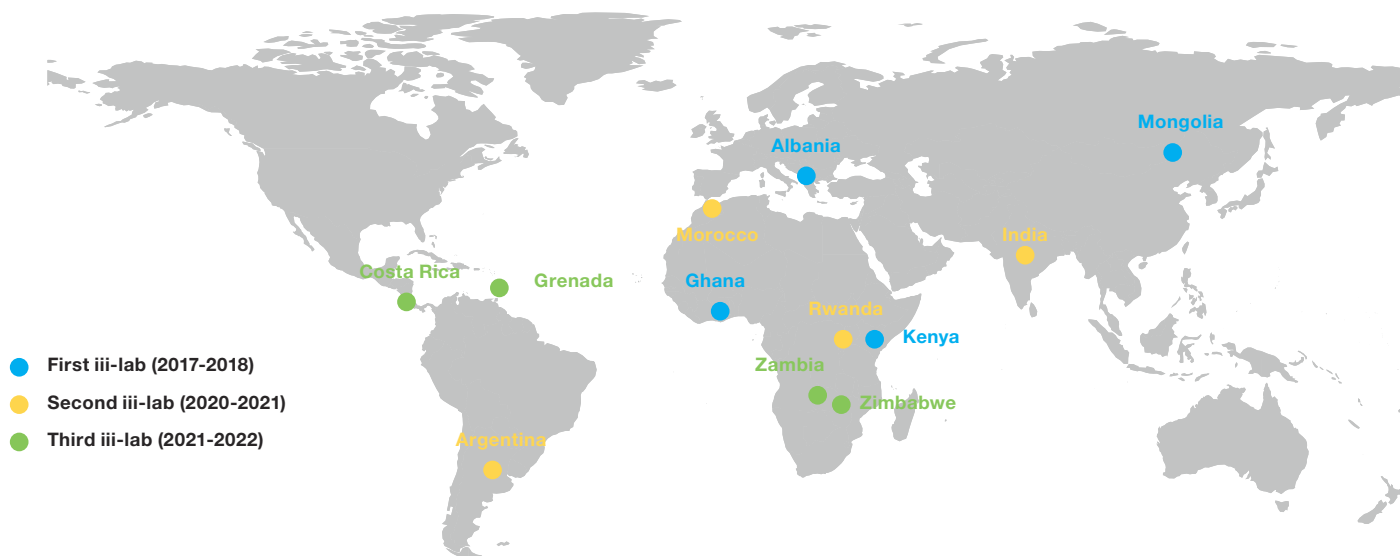 Mongolia
Albania
Morocco
India
Costa Rica
Grenada
Ghana
Rwanda
Kenya
Zambia
Zimbabwe
Argentina
First iii-lab (2017-2018)
Second iii-lab (2020-2021)
Third iii-lab (2021-2022)